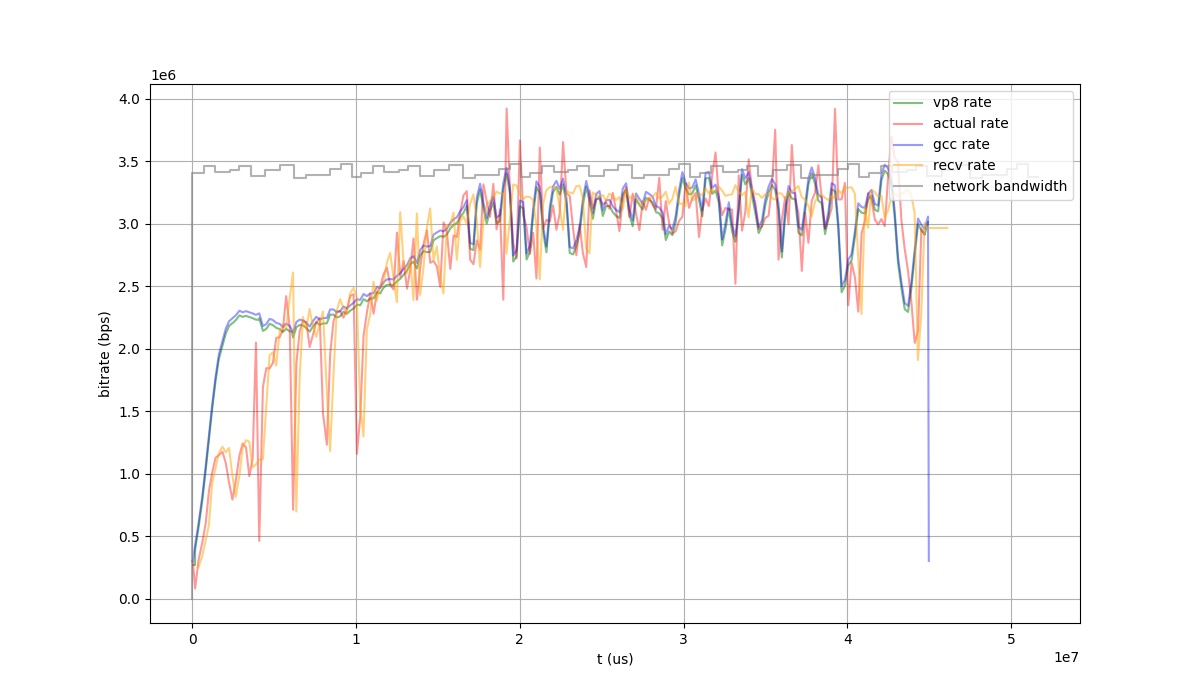 1e6
4.0
3.5
3.0
2.5
2.0
1.5
1.0
0.5
0.0
bitrate (bps)
vp8 rate
actual rate
gcc rate
recv rate
network bandwidth
0
1
2
3
4
5
t (us)
1e7